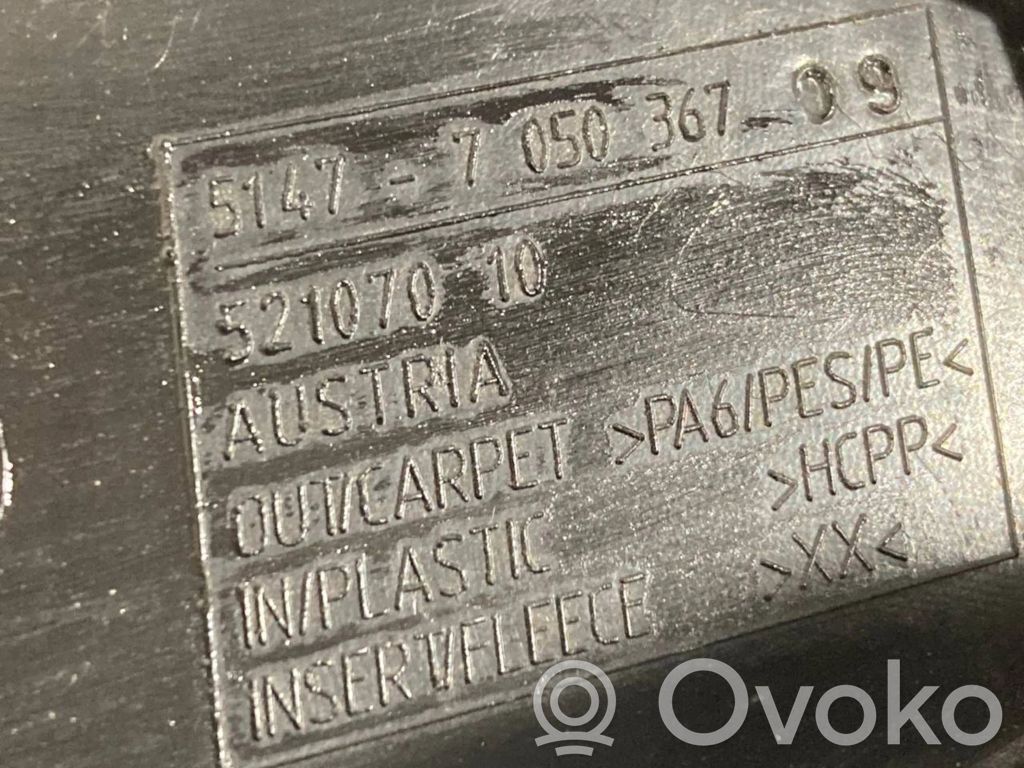 5147 - 7 050 367 09
521070 10
AUSTRIA
OUT/CARPET >PA6/PES/PE<
IN/PLASTIC >HCPP<
INSERT/FLEECE >XX<
Ovoko